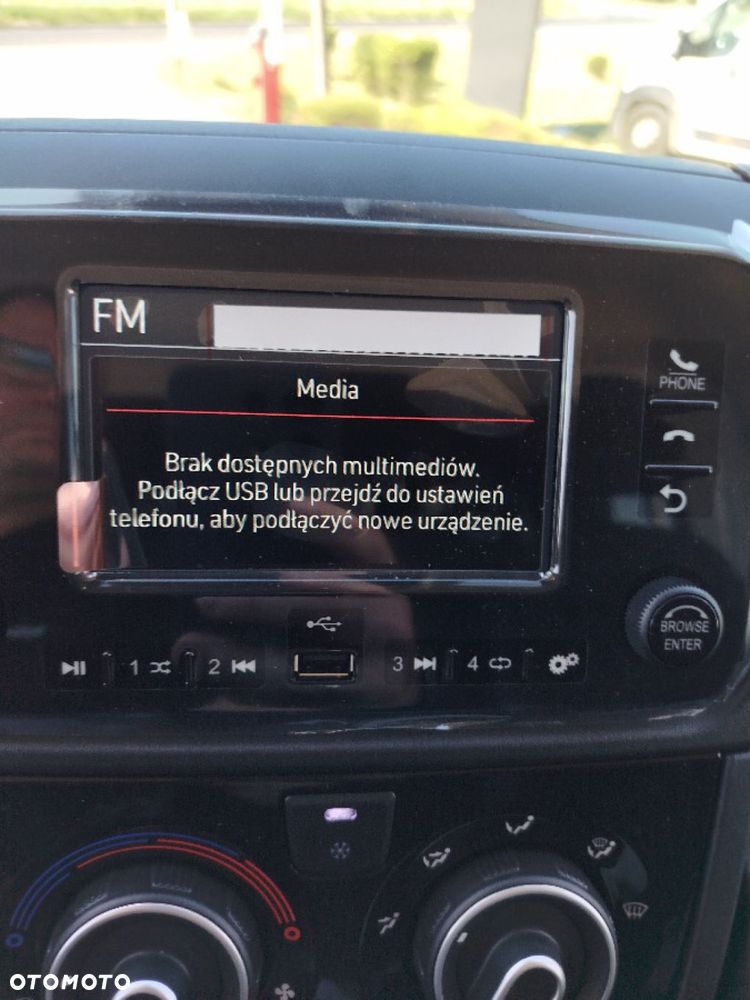 FM
Media
Brak dostępnych multimediów.
Podłącz USB lub przejdź do ustawień
telefonu, aby podłączyć nowe urządzenie.
PHONE
BROWSE
ENTER
1 2 3 4
OTOMOTO